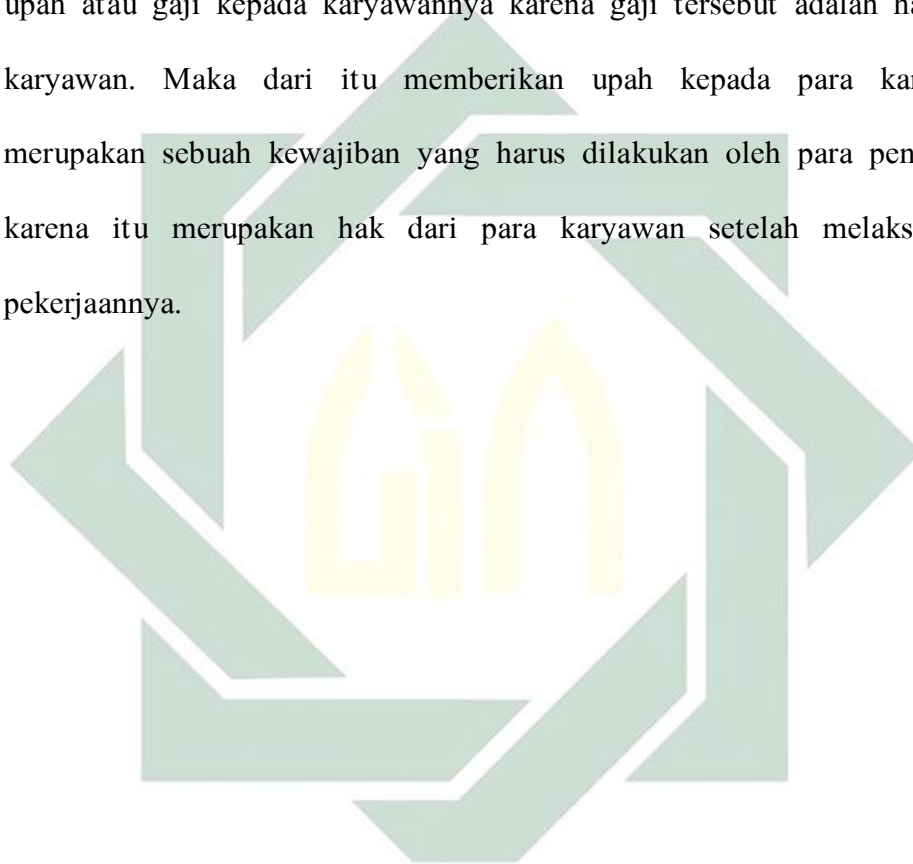 upah atau gaji kepada karyawannya karena gaji tersebut adalah
karyawan. Maka dari itu memberikan upah kepada para
merupakan sebuah kewajiban yang harus dilakukan oleh para
karena itu merupakan hak dari para karyawan setelah
pekerjaannya.